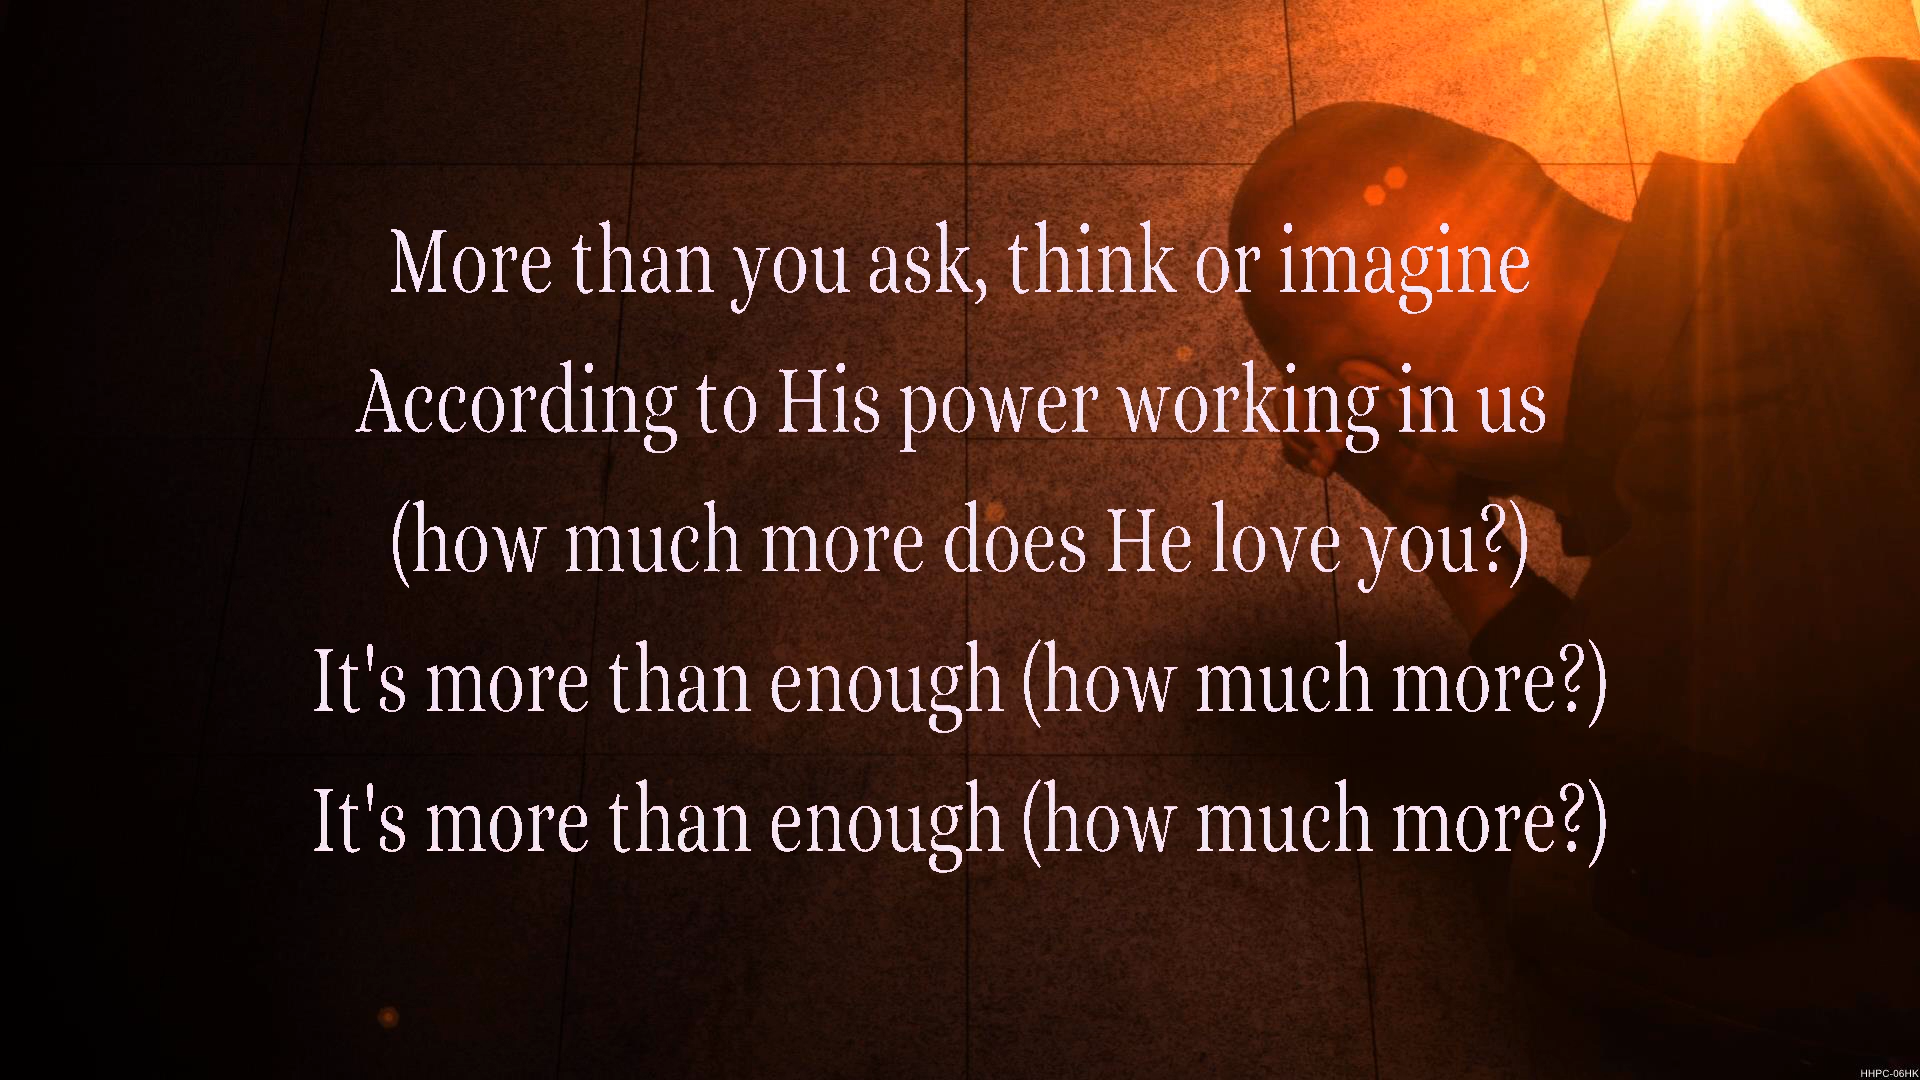 More than you ask, think or imagine
According to His power working in us
(how much more does He love you?)
It's more than enough (how much more?)
It's more than enough (how much more?)
HHPC-06HK